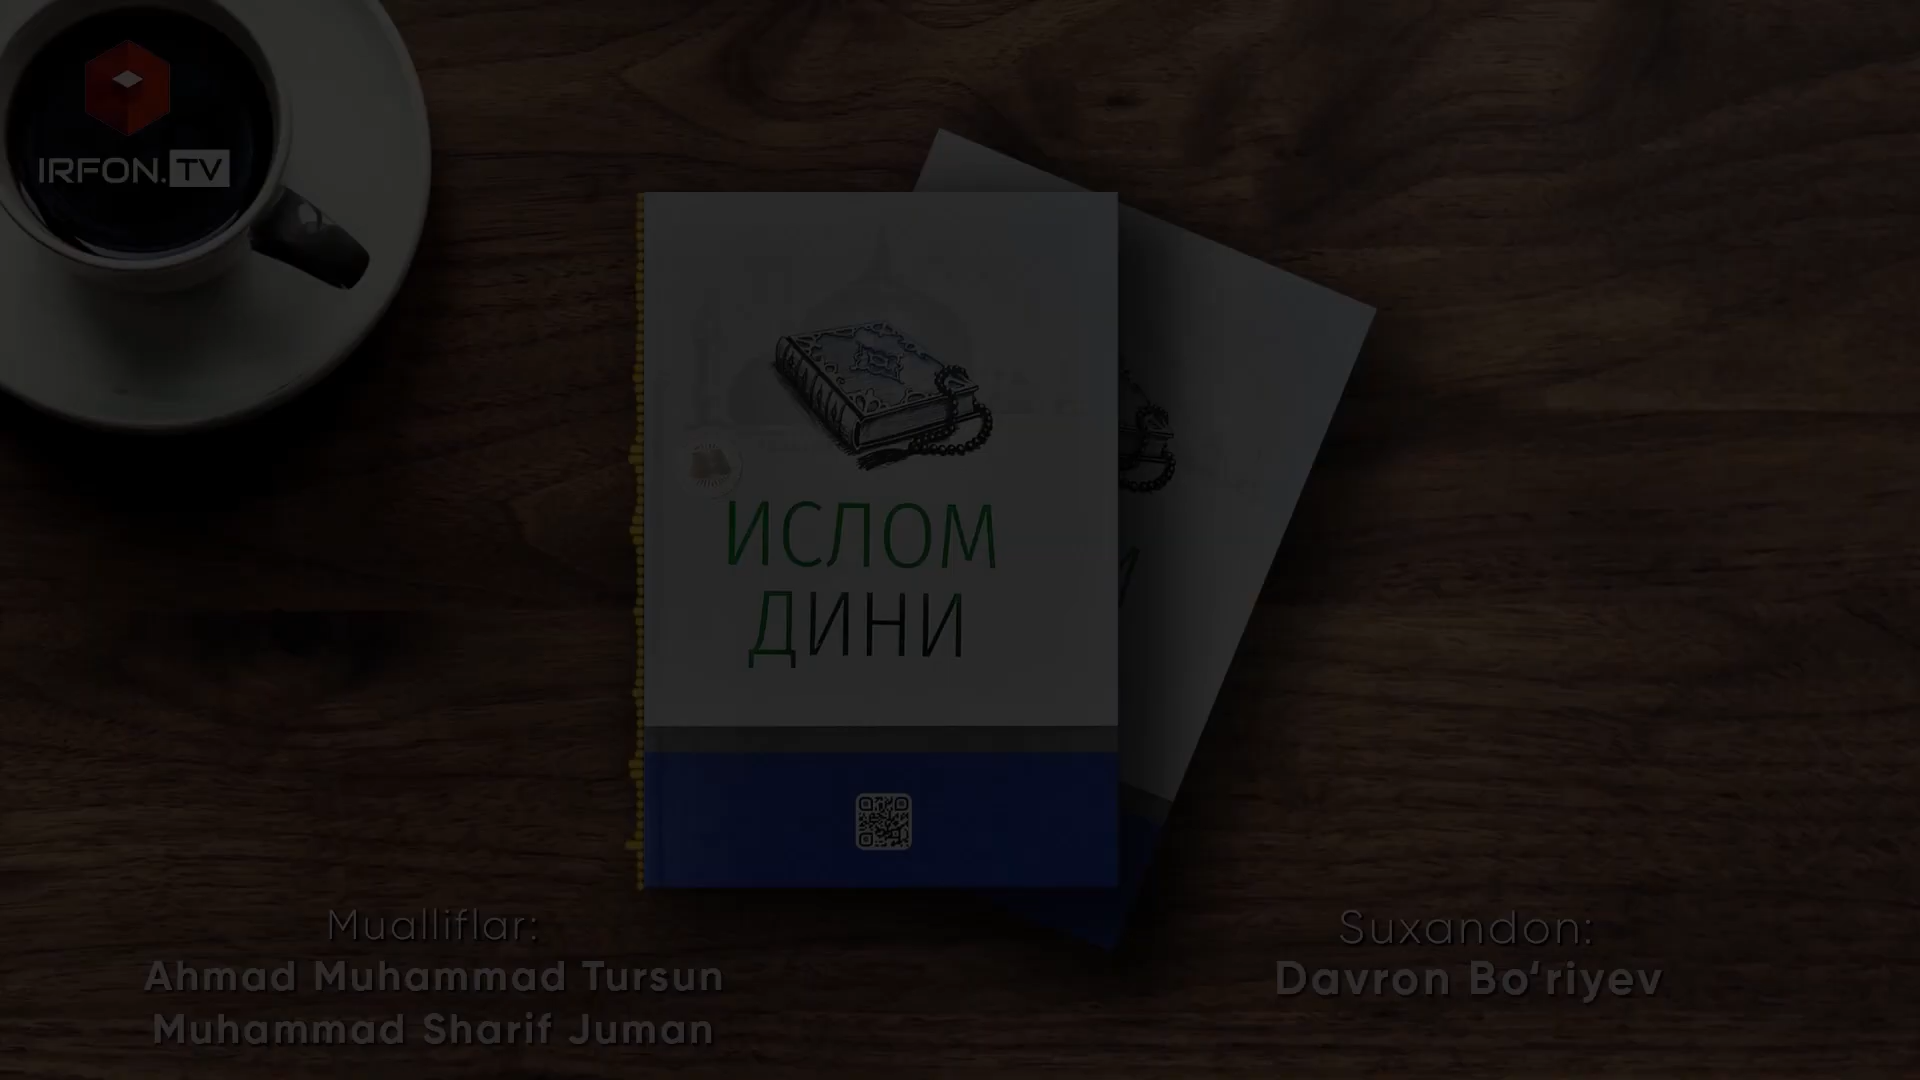 IRFON.TV
ИСЛОМ
ДИНИ
Mualliflar:
Ahmad Muhammad Tursun
Muhammad Sharif Juman
Suxandon:
Davron Bo‘riyev